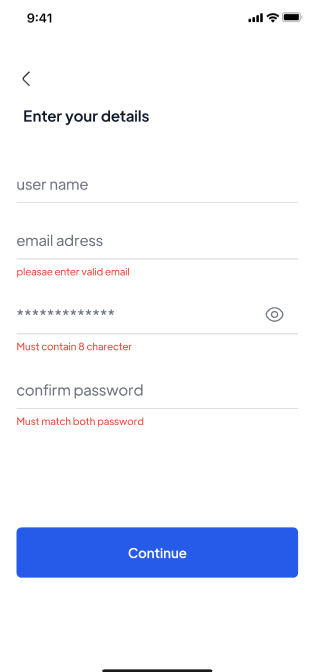 9:41
Enter your details
user name
email adress
pleasae enter valid email
*************
Must contain 8 charecter
confirm password
Must match both password
Continue